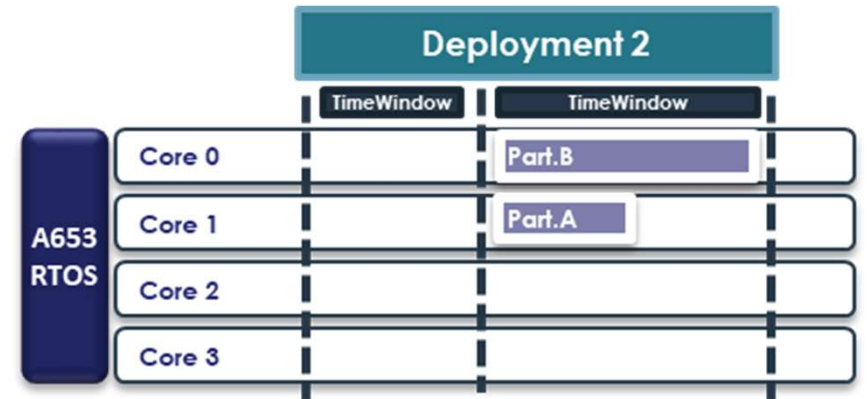 Deployment 2
TimeWindow TimeWindow
A653
RTOS
Core 0 Part.B
Core 1 Part.A
Core 2
Core 3